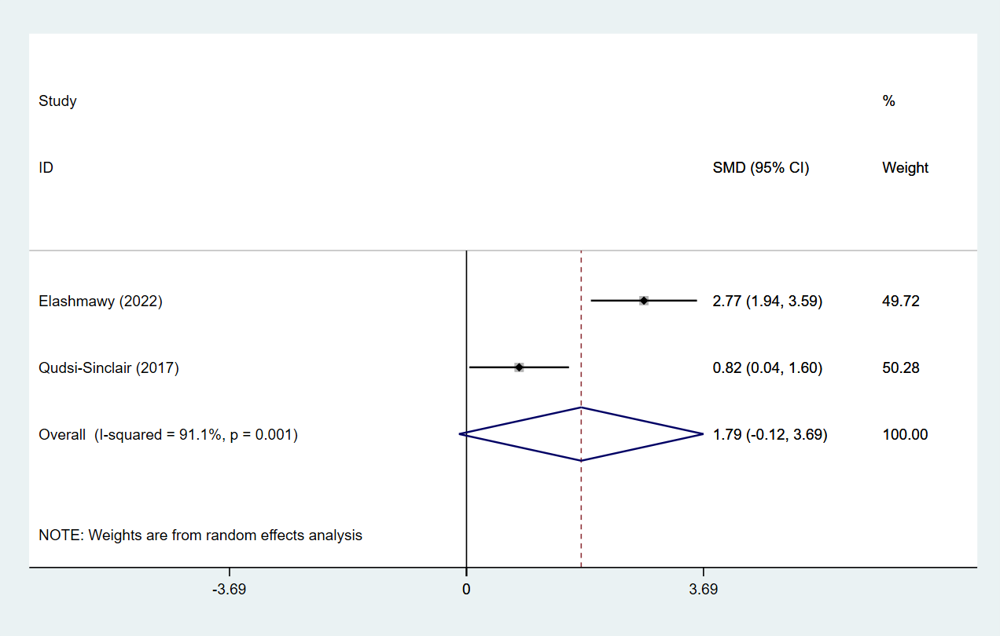 Study %
ID SMD (95% CI) Weight
Elashmawy (2022) 2.77 (1.94, 3.59) 49.72
Qudsi-Sinclair (2017) 0.82 (0.04, 1.60) 50.28
Overall (I-squared = 91.1%, p = 0.001) 1.79 (-0.12, 3.69) 100.00
NOTE: Weights are from random effects analysis
-3.69 0 3.69